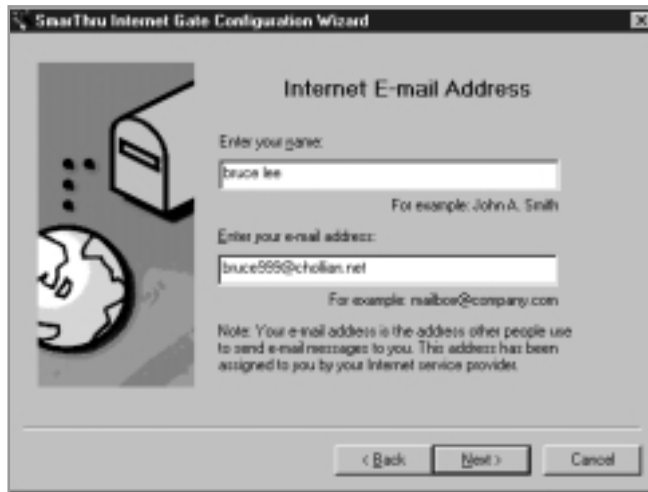 SmarThru Internet Gate Configuration Wizard
Internet E-mail Address
Enter your name:
bruce lee
For example: John A. Smith
Enter your e-mail address:
bruce999@chollian.net
For example: mailbox@company.com
Note: Your e-mail address is the address other people use
to send e-mail messages to you. This address has been
assigned to you by your Internet service provider.
< Back
Next >
Cancel